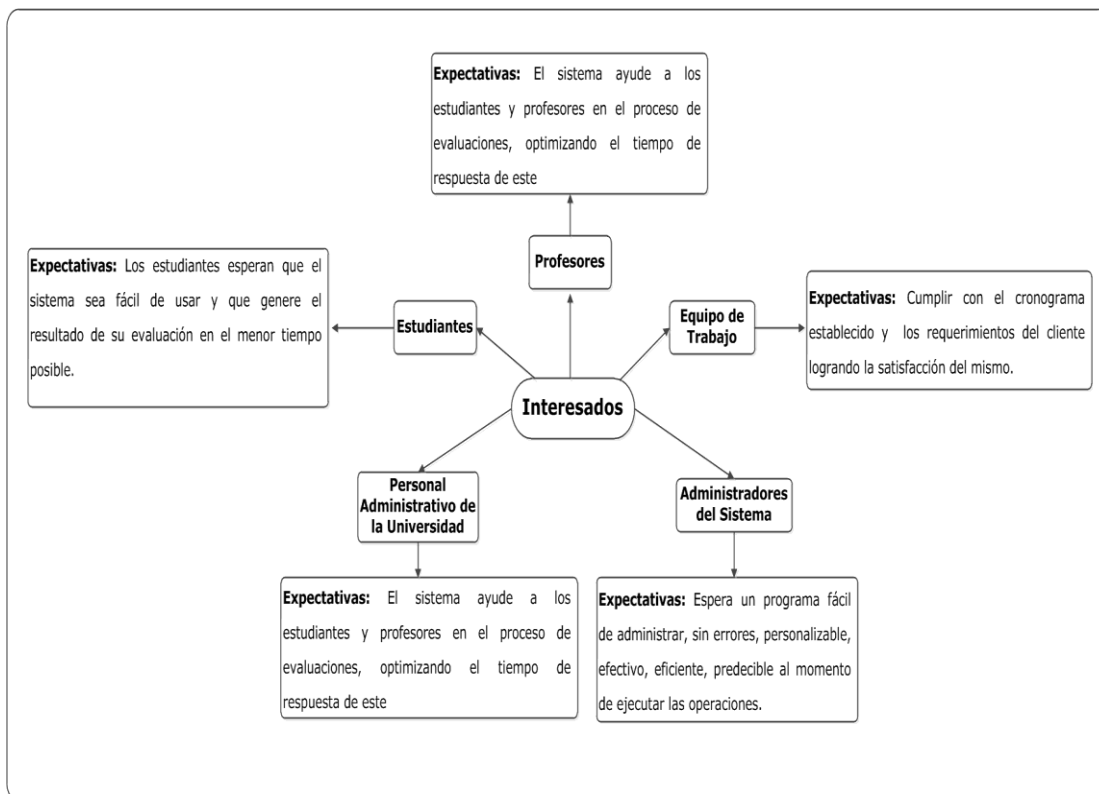 Expectativas: El sistema ayude a los
estudiantes y profesores en el proceso de
evaluaciones, optimizando el tiempo de
respuesta de este
Profesores
Expectativas: Los estudiantes esperan que el
sistema sea fácil de usar y que genere el
resultado de su evaluación en el menor tiempo
posible.
Estudiantes
Equipo de
Trabajo
Expectativas: Cumplir con el cronograma
establecido y los requerimientos del cliente
logrando la satisfacción del mismo.
Interesados
Personal
Administrativo de
la Universidad
Administradores
del Sistema
Expectativas: El sistema ayude a los
estudiantes y profesores en el proceso de
evaluaciones, optimizando el tiempo de
respuesta de este
Expectativas: Espera un programa fácil
de administrar, sin errores, personalizable,
efectivo, eficiente, predecible al momento
de ejecutar las operaciones.